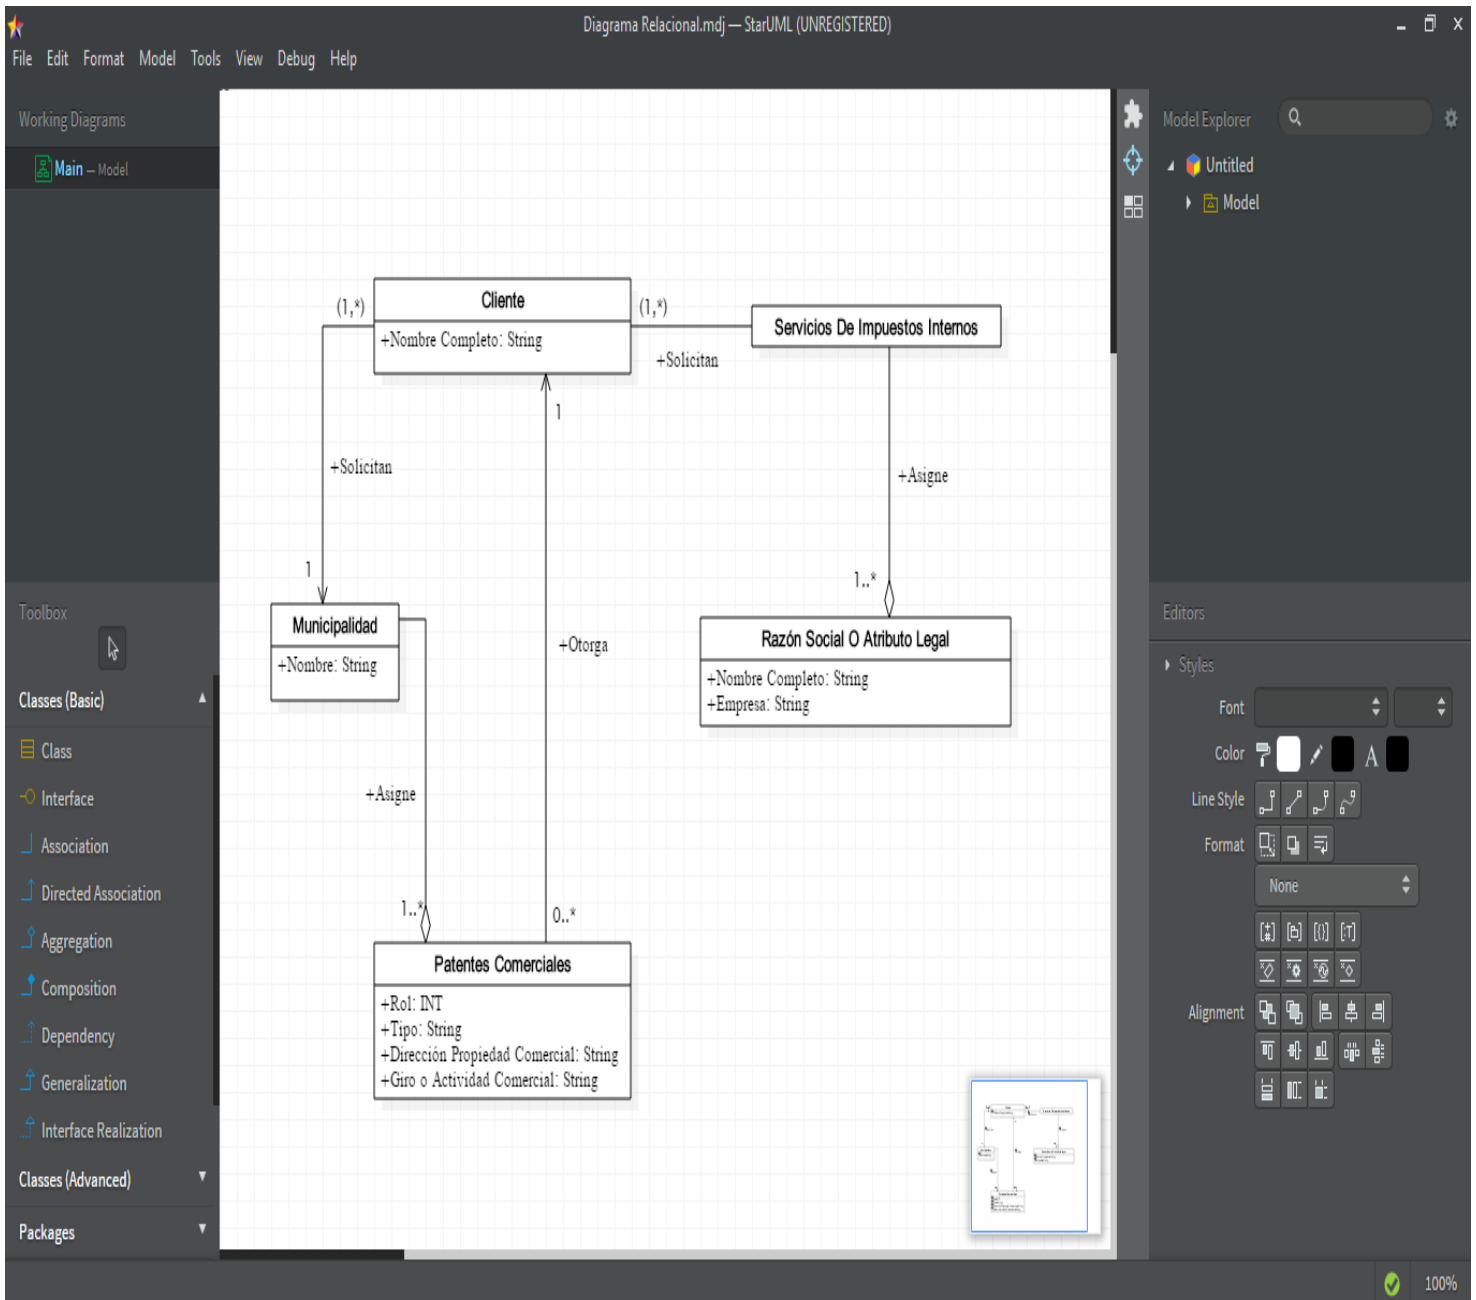 Diagrama Relacional.mdj — StarUML (UNREGISTERED)
File Edit Format Model Tools View Debug Help
Working Diagrams
Main — Model
Model Explorer
Untitled
Model
Cliente
+Nombre Completo: String
(1,*)
(1,*)
Servicios De Impuestos Internos
+Solicitan
1
+Solicitan
+Asigne
1
1..*
Municipalidad
+Nombre: String
+Otorga
Razón Social O Atributo Legal
+Nombre Completo: String
+Empresa: String
+Asigne
1..*
0..*
Patentes Comerciales
+Rol: INT
+Tipo: String
+Dirección Propiedad Comercial: String
+Giro o Actividad Comercial: String
Toolbox
Classes (Basic)
Class
Interface
Association
Directed Association
Aggregation
Composition
Dependency
Generalization
Interface Realization
Classes (Advanced)
Packages
Editors
Styles
Font
Color
A
Line Style
Format
None
Alignment
100%